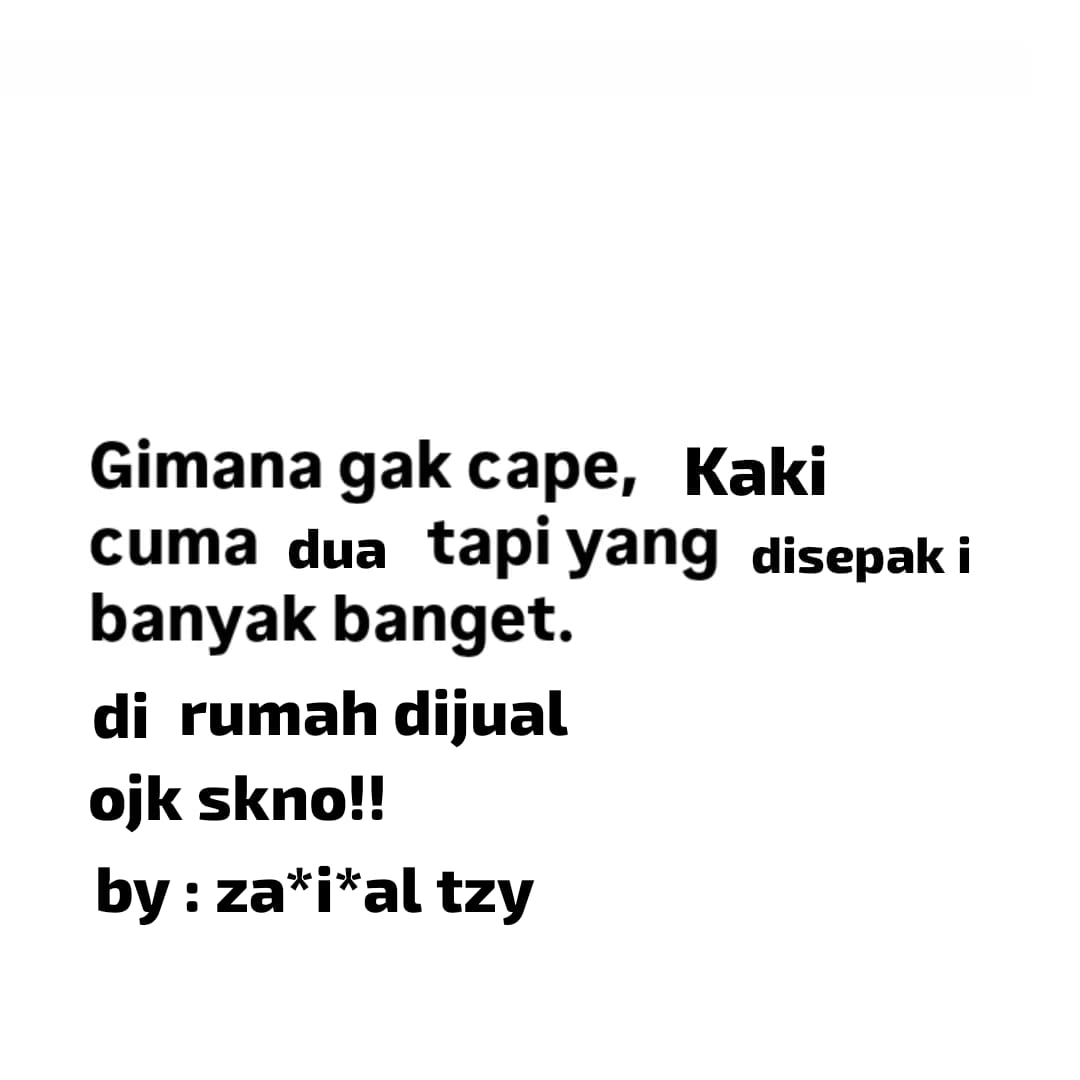 Gimana gak cape, Kaki
cuma dua tapi yang disepak i
banyak banget.
di rumah dijual
ojk skno!!
by : za*i*al tzy